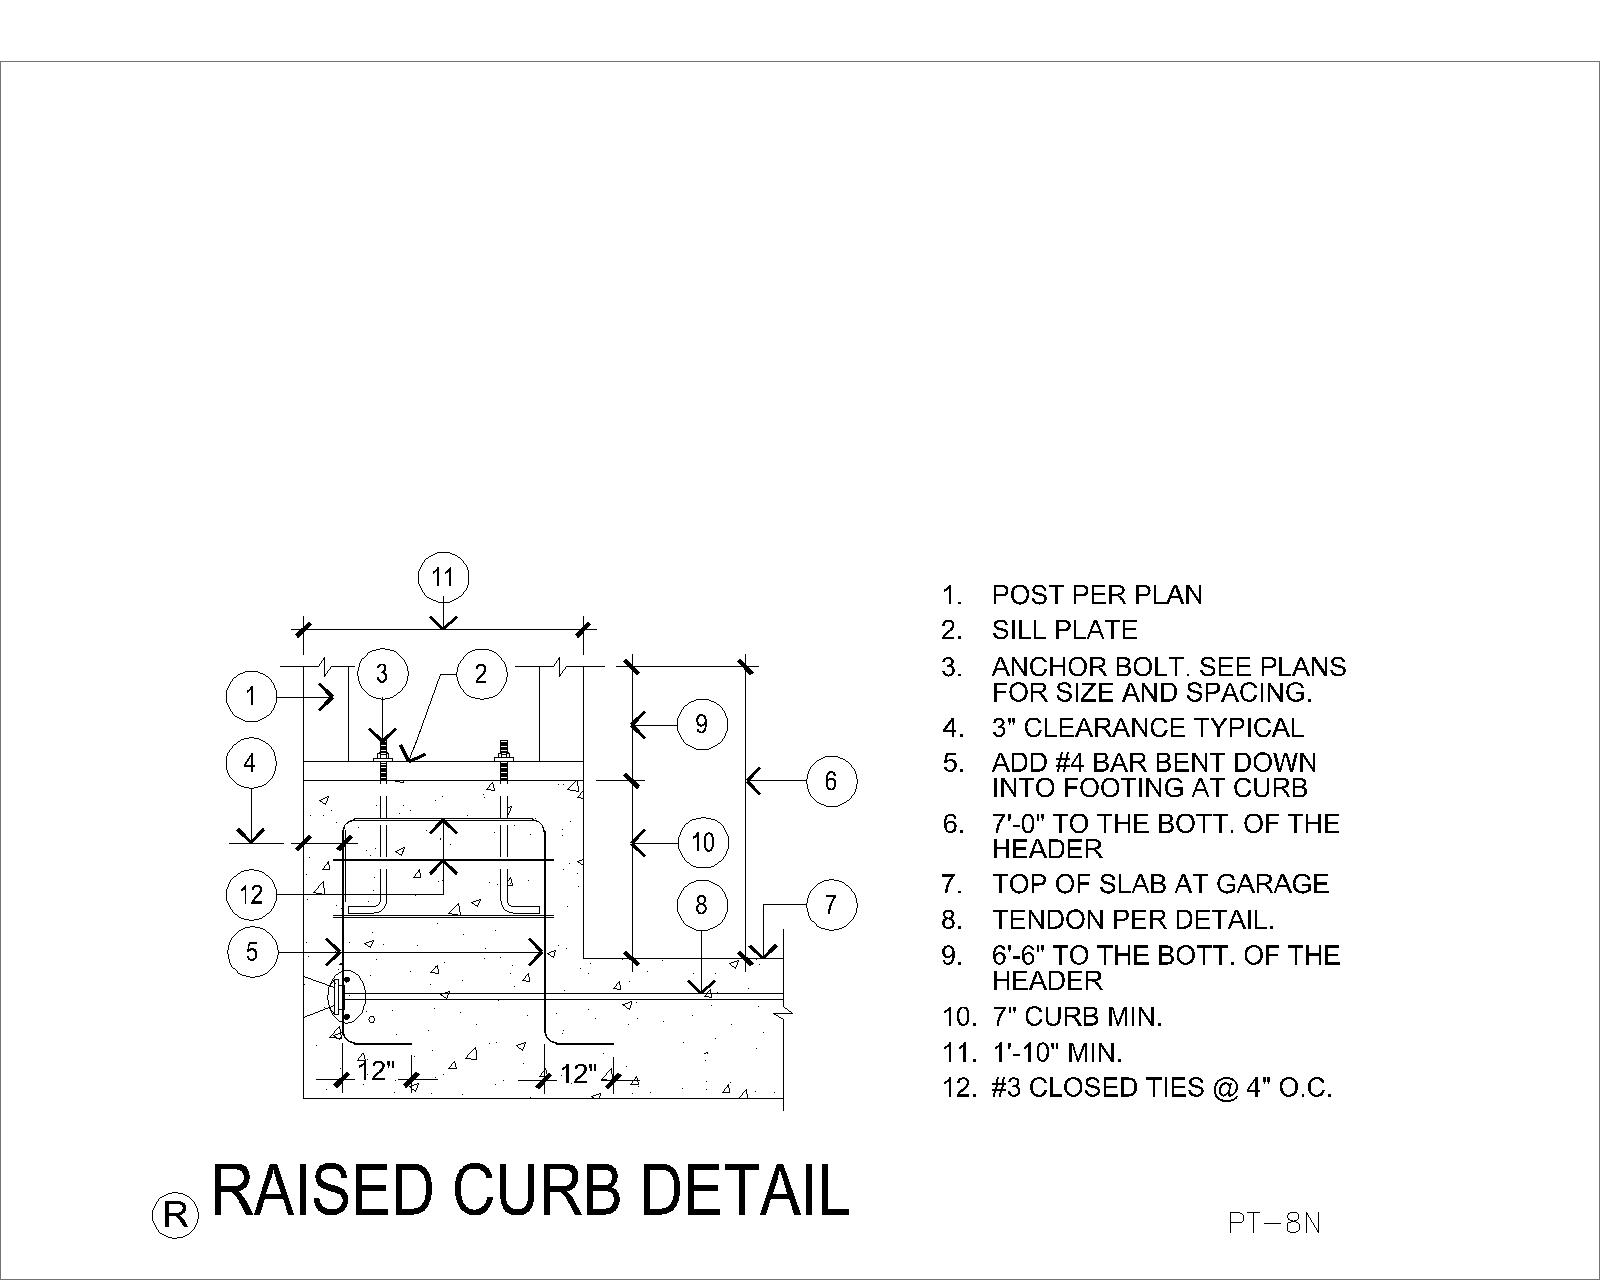 11
3
2
1
9
4
6
10
12
8
7
5
12"
12"
1. POST PER PLAN
2. SILL PLATE
3. ANCHOR BOLT. SEE PLANS
FOR SIZE AND SPACING.
4. 3" CLEARANCE TYPICAL
5. ADD #4 BAR BENT DOWN
INTO FOOTING AT CURB
6. 7'-0" TO THE BOTT. OF THE
HEADER
7. TOP OF SLAB AT GARAGE
8. TENDON PER DETAIL.
9. 6'-6" TO THE BOTT. OF THE
HEADER
10. 7" CURB MIN.
11. 1'-10" MIN.
12. #3 CLOSED TIES @ 4" O.C.
R RAISED CURB DETAIL
PT-8N